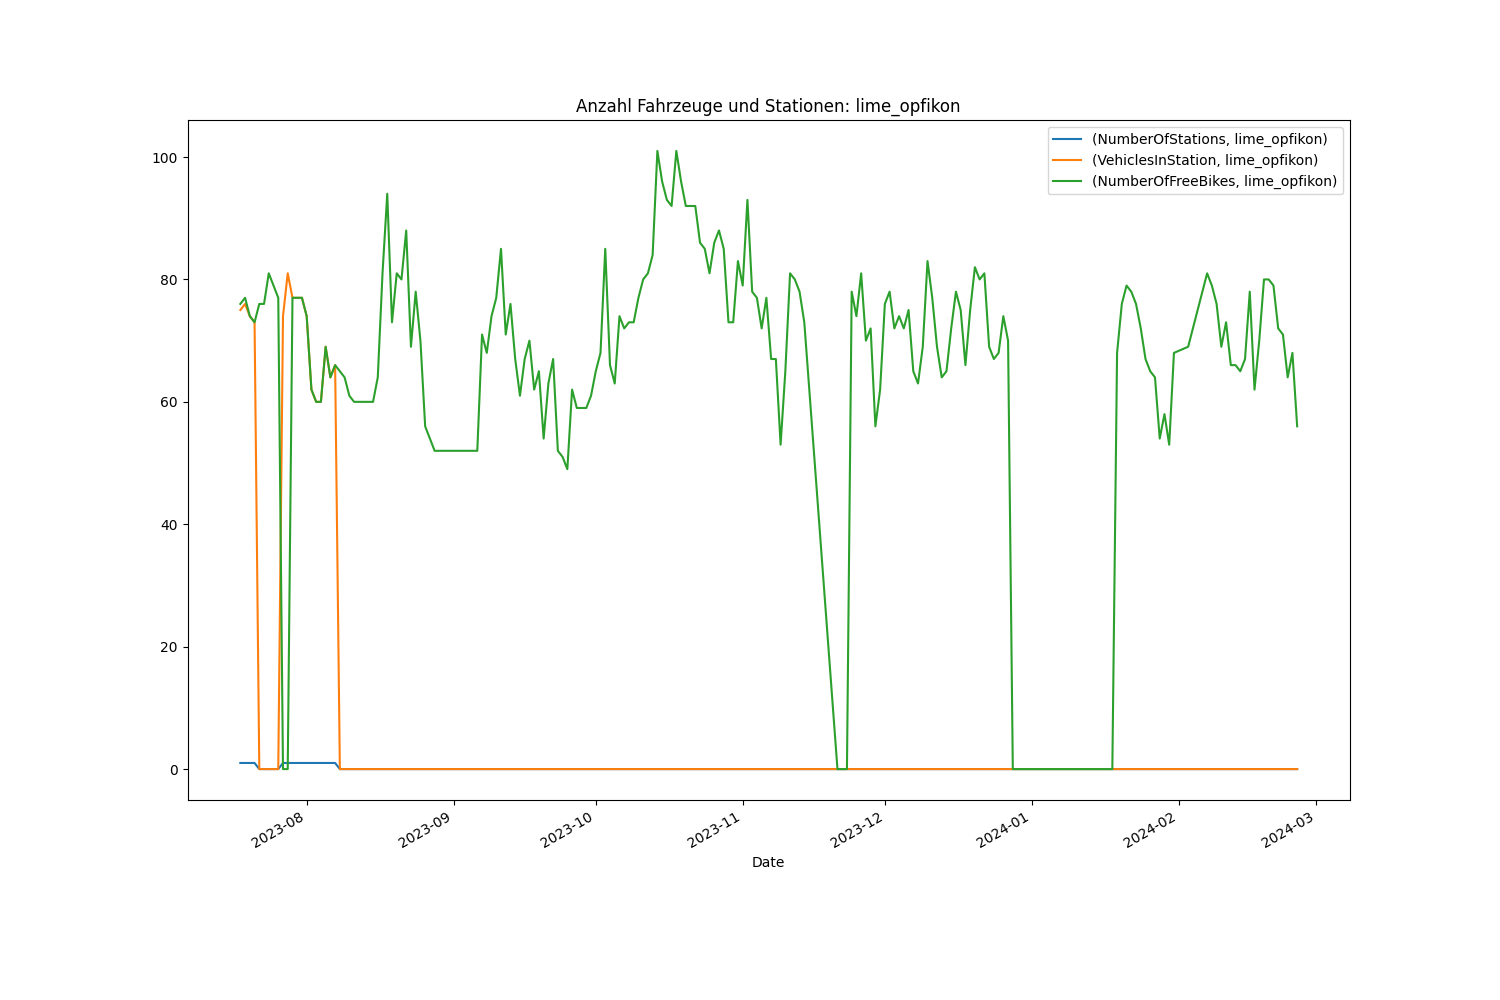 Anzahl Fahrzeuge und Stationen: lime_opfikon
(NumberOfStations, lime_opfikon)
(VehiclesInStation, lime_opfikon)
(NumberOfFreeBikes, lime_opfikon)
100
80
60
40
20
0
2023-08
2023-09
2023-10
2023-11
2023-12
2024-01
2024-02
2024-03
Date